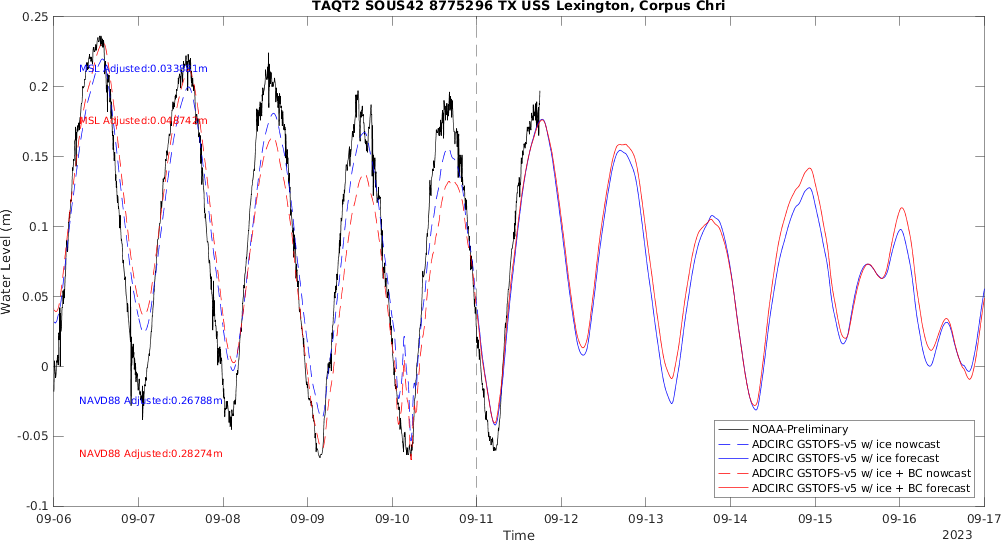 TAQT2 SOUS42 8775296 TX USS Lexington, Corpus Chri
0.25
0.2
0.15
0.1
0.05
0
-0.05
-0.1
Water Level (m)
MSL Adjusted:
MSL Adjusted:
NAVD88 Adjusted:0.26788m
NAVD88 Adjusted:0.28274m
NOAA-Preliminary
ADCIRC GSTOFS-v5 w/ ice nowcast
ADCIRC GSTOFS-v5 w/ ice forecast
ADCIRC GSTOFS-v5 w/ ice + BC nowcast
ADCIRC GSTOFS-v5 w/ ice + BC forecast
09-06 09-07 09-08 09-09 09-10 09-11 09-12 09-13 09-14 09-15 09-16 09-17
Time
2023